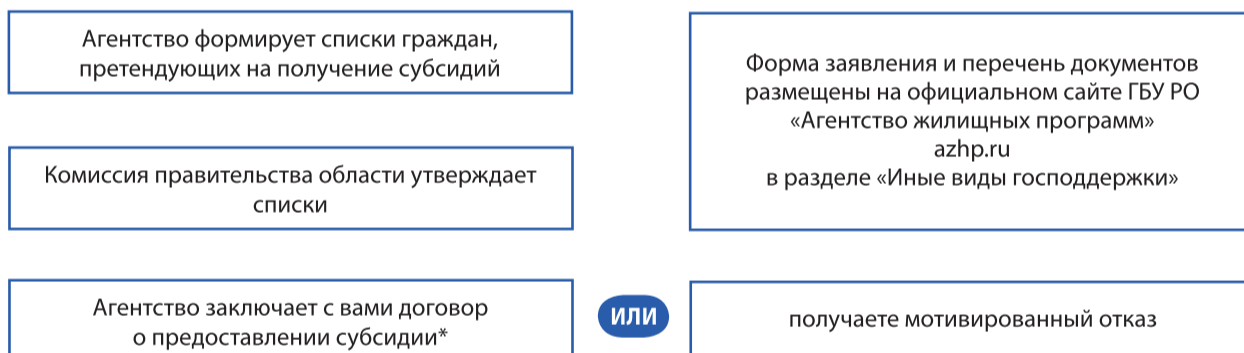 Агентство формирует списки граждан,
претендующих на получение субсидий
Форма заявления и перечень документов
размещены на официальном сайте ГБУ РО
«Агентство жилищных программ»
azhp.ru
в разделе «Иные виды господдержки»
Комиссия правительства области утверждает
списки
Агентство заключает с вами договор
о предоставлении субсидии*
ИЛИ
получаете мотивированный отказ